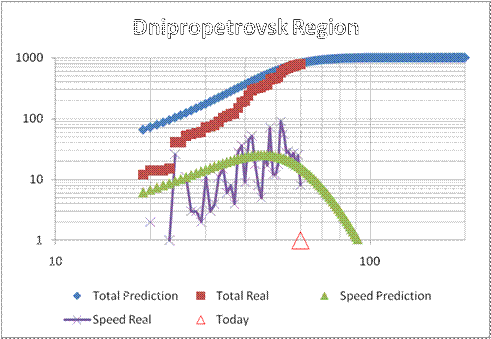 Dnipropetrovsk Region
1000
100
10
1
10 100
Total Prediction Total Real Speed Prediction
Speed Real Today